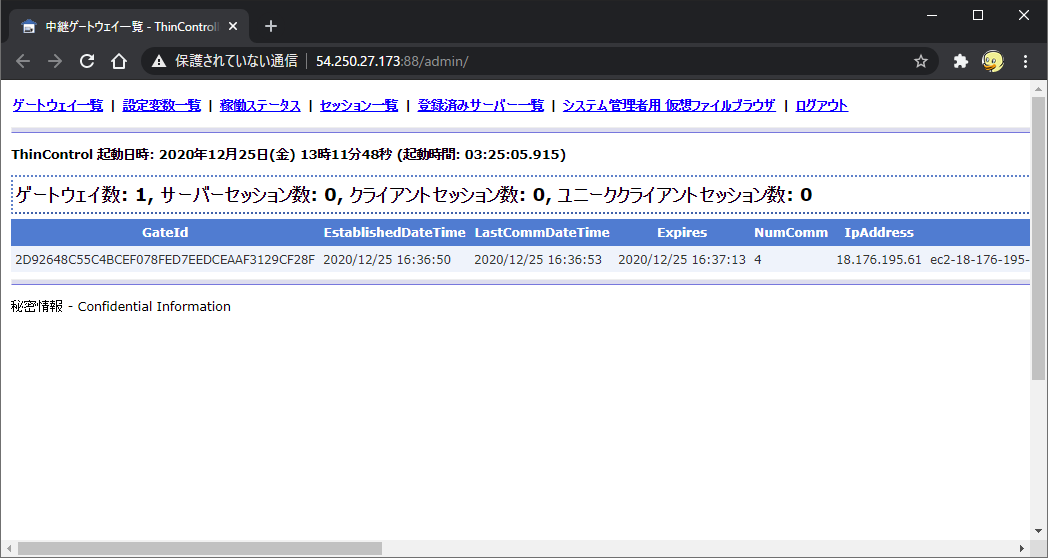 中継ゲートウェイ一覧 - ThinControll
保護されていない通信 | 54.250.27.173:88/admin/
ゲートウェイ一覧 | 設定変数一覧 | 稼働ステータス | セッション一覧 | 登録済みサーバー一覧 | システム管理者用 仮想ファイルブラウザ | ログアウト
ThinControl 起動日時: 2020年12月25日(金) 13時11分48秒 (起動時間: 03:25:05.915)
ゲートウェイ数: 1, サーバーセッション数: 0, クライアントセッション数: 0, ユニーククライアントセッション数: 0
GateId EstablishedDateTime LastCommDateTime Expires NumComm IpAddress
2D92648C55C4BCEF078FED7EEDCEAAF3129CF28F 2020/12/25 16:36:50 2020/12/25 16:36:53 2020/12/25 16:37:13 4 18.176.195.61 ec2-18-176-195-
秘密情報 - Confidential Information